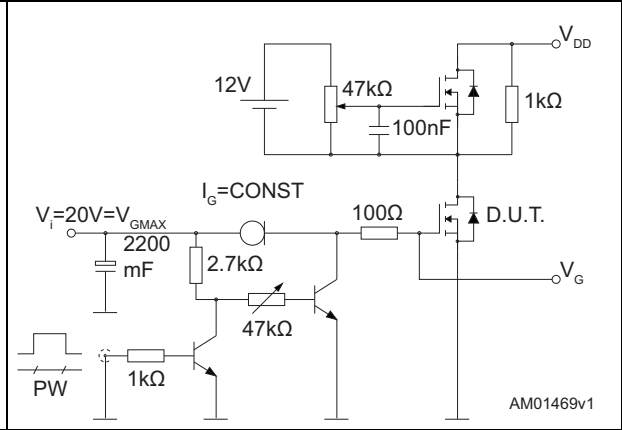 V_DD
12V
47kΩ
1kΩ
100nF
I_G=CONST
V_i=20V=V_GMAX
100Ω
D.U.T.
2200
mF
2.7kΩ
V_G
47kΩ
1kΩ
PW
AM01469v1